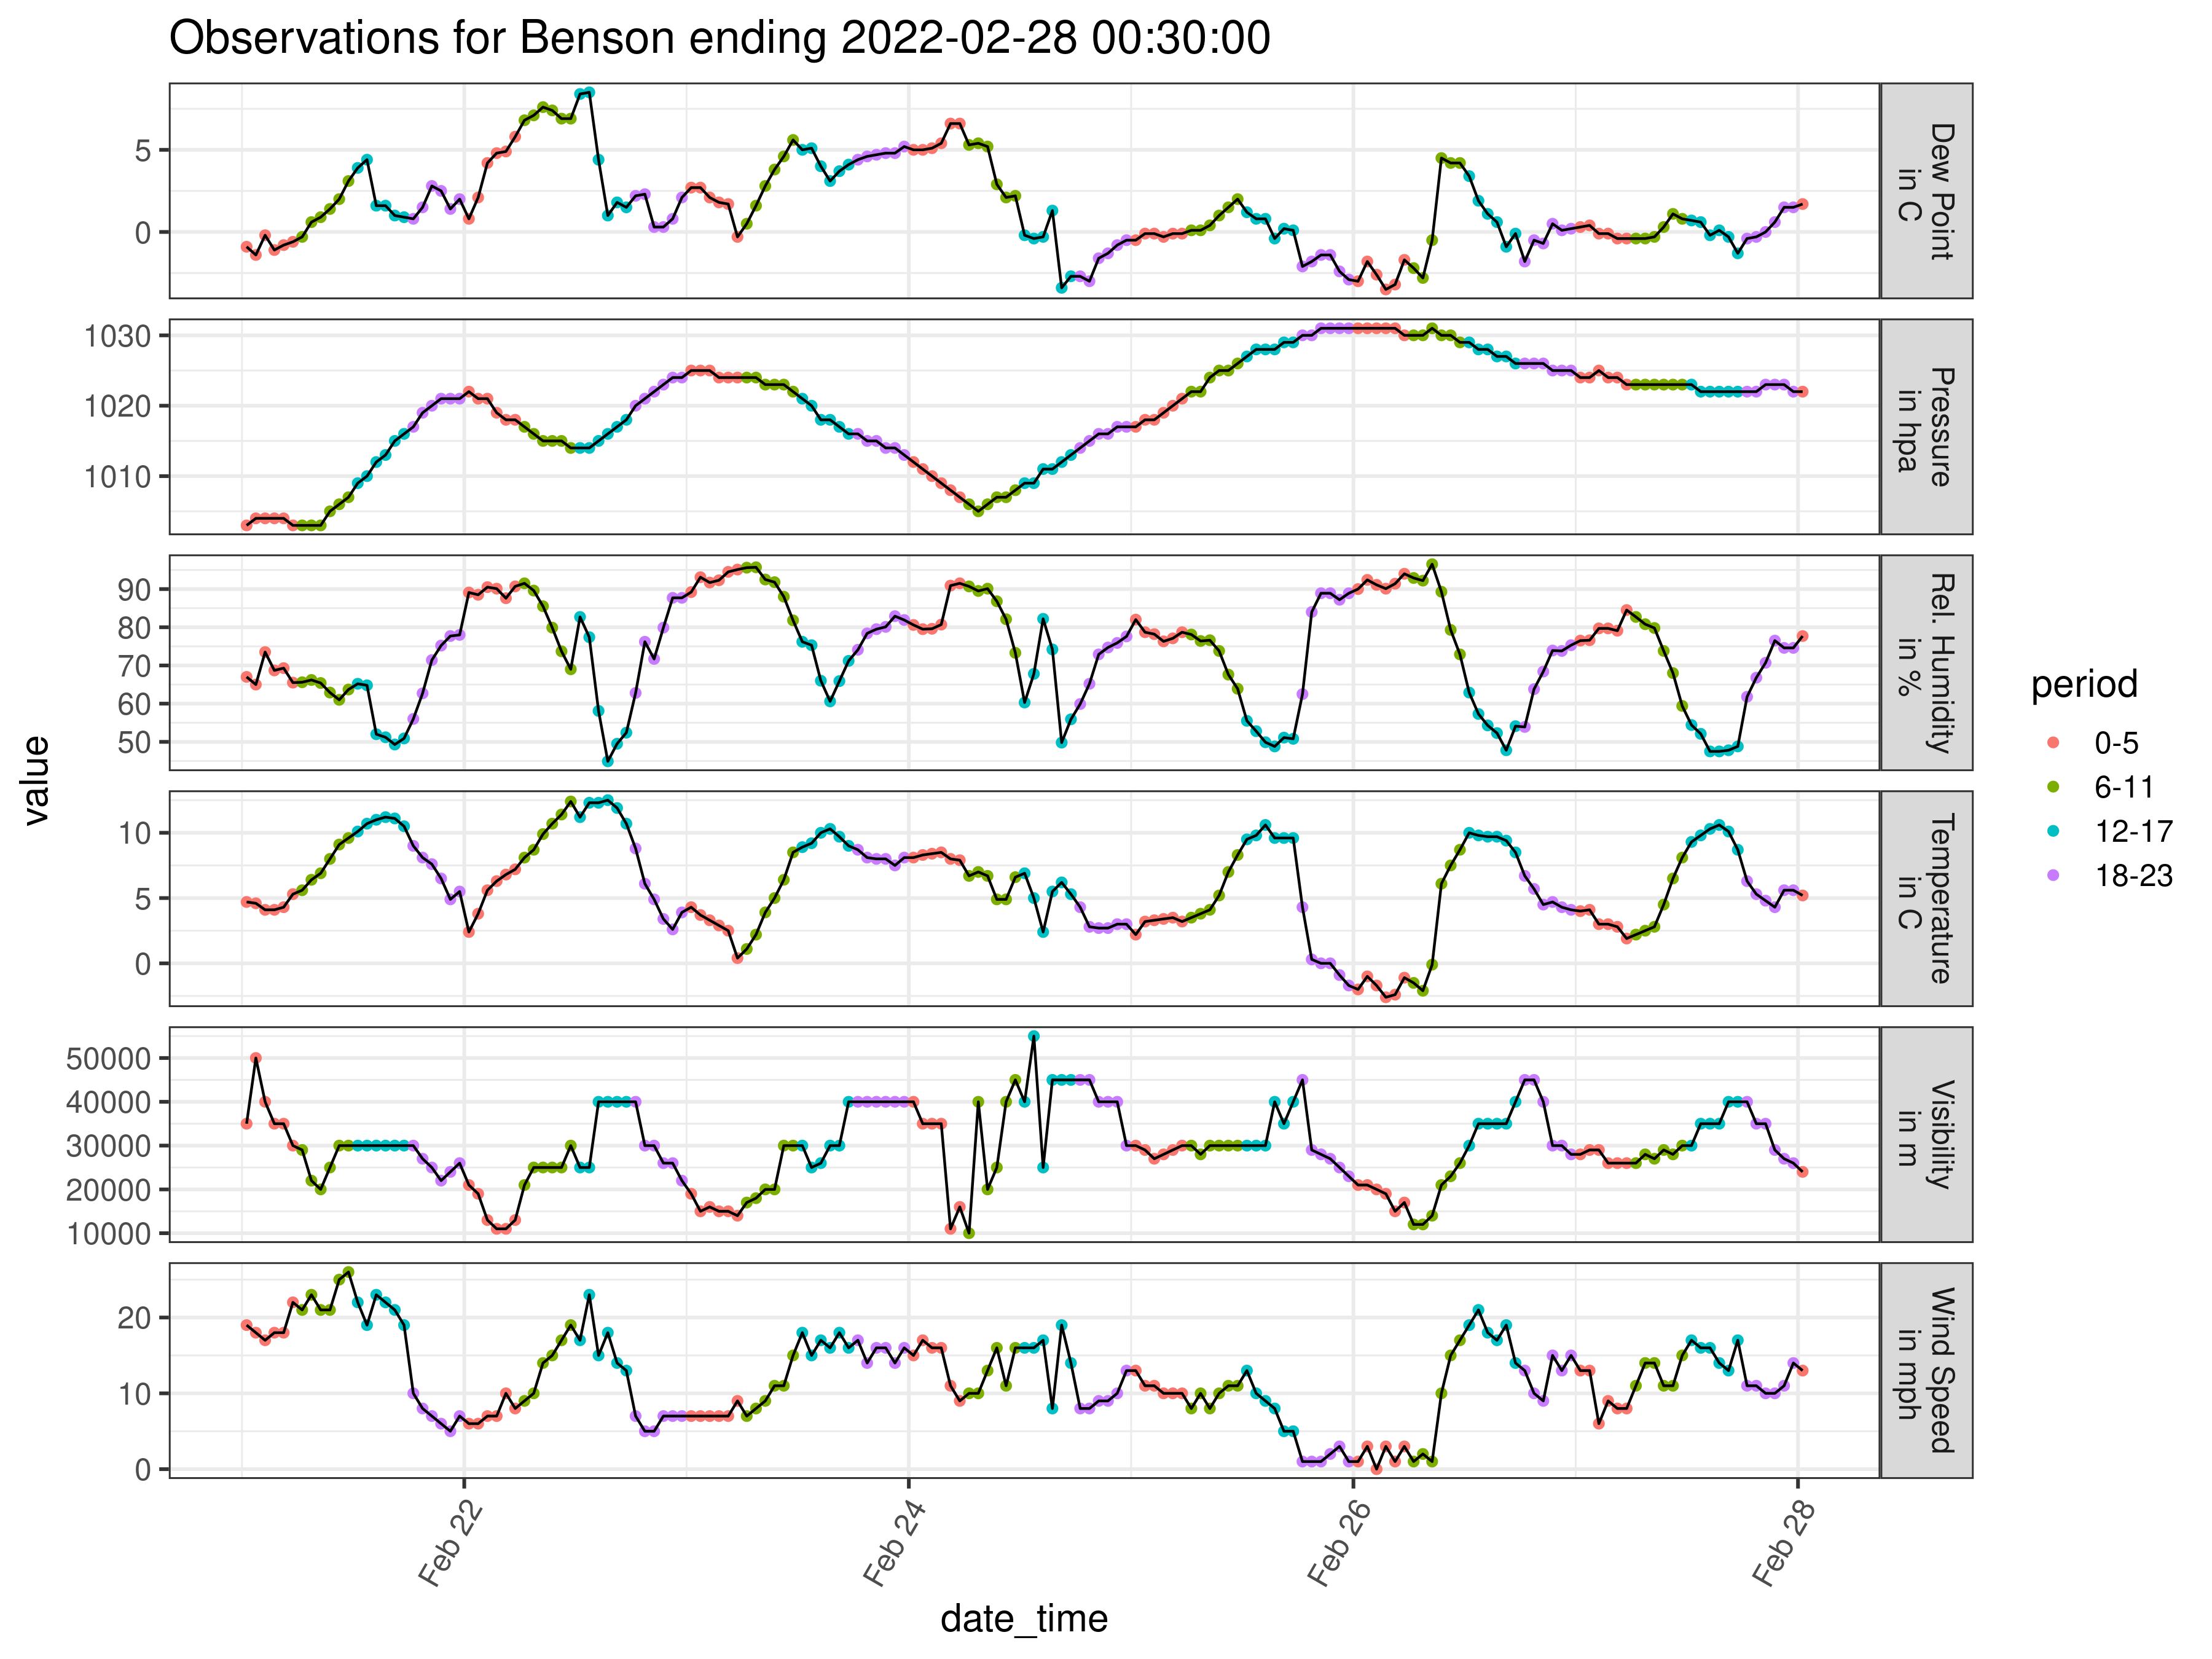 Observations for Benson ending 2022-02-28 00:30:00
value
5
0
Dew Point
in C
1030
1020
1010
Pressure
in hpa
90
80
70
60
50
Rel. Humidity
in %
10
5
0
Temperature
in C
50000
40000
30000
20000
10000
Visibility
in m
20
10
0
Wind Speed
in mph
Feb 22
Feb 24
Feb 26
Feb 28
date_time
period
0-5
6-11
12-17
18-23